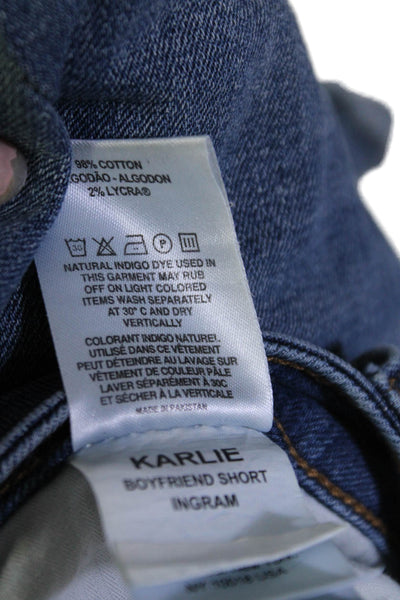 98% COTTON
ALGODÃO - ALGODON
2% LYCRA®
30
P
NATURAL INDIGO DYE USED IN
THIS GARMENT MAY RUB
OFF ON LIGHT COLORED
ITEMS WASH SEPARATELY
AT 30° C AND DRY
VERTICALLY
COLORANT INDIGO NATUREL.
UTILISÉ DANS CE VÊTEMENT
PEUT DÉTEINDRE AU LAVAGE SUR
VÊTEMENT DE COULEUR PÂLE
LAVER SÉPARÉMENT À 30C
ET SÉCHER À LA VERTICALE
MADE IN PAKISTAN
KARLIE
BOYFRIEND SHORT
INGRAM